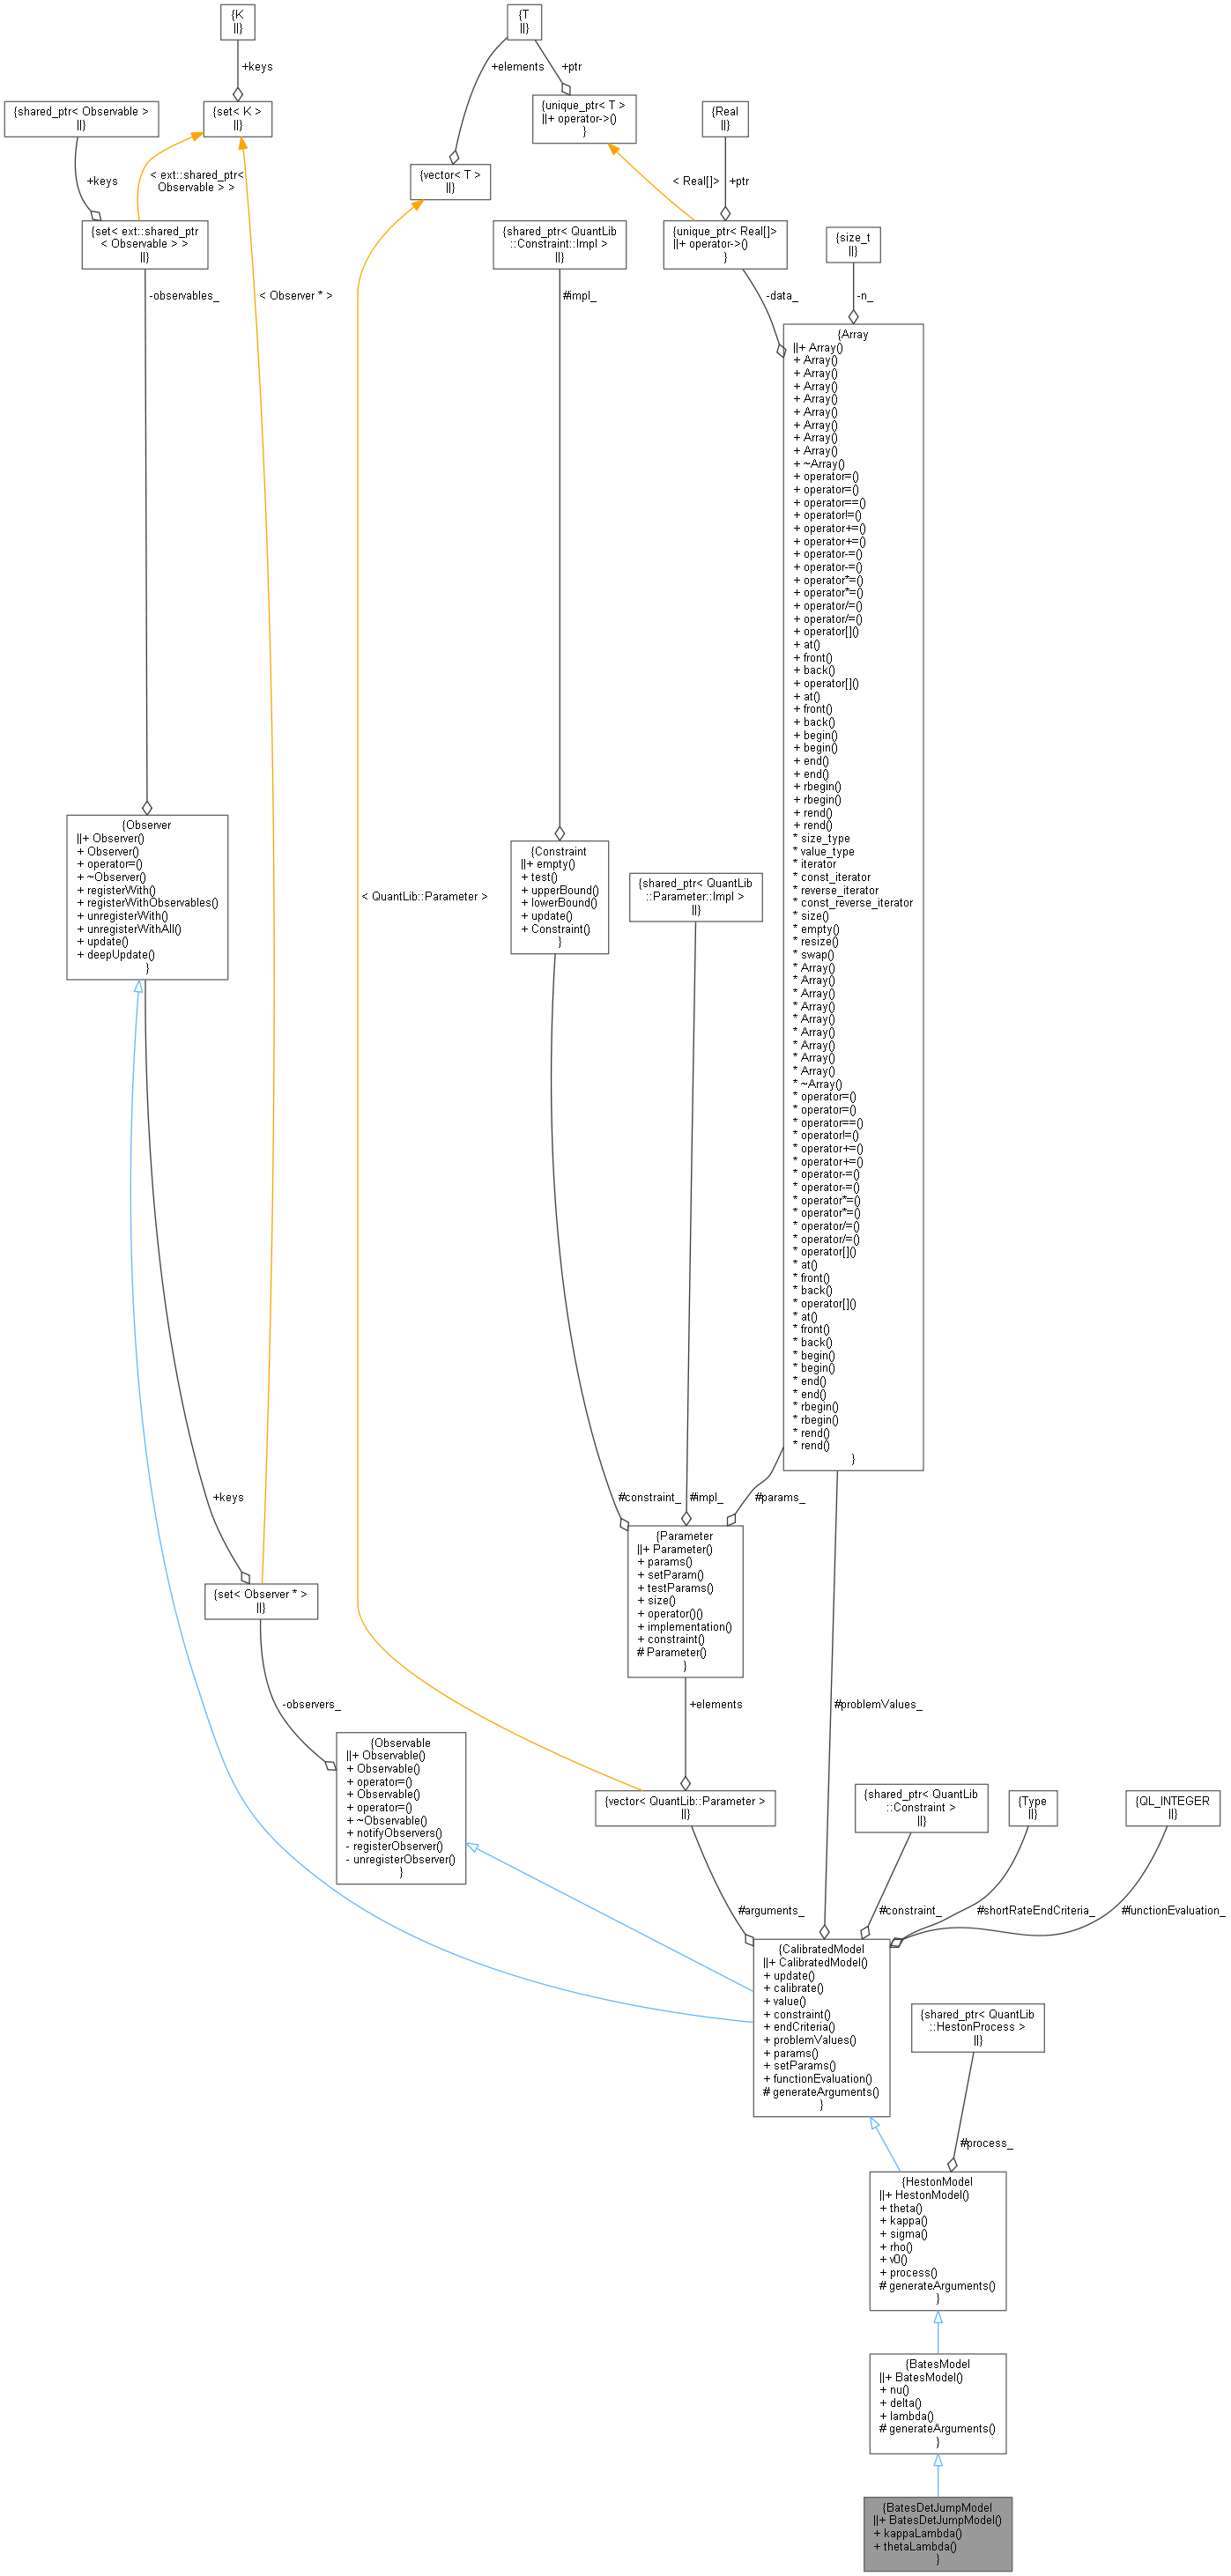 {K
||}
{T
||}
+keys
+elements
+ptr
{shared_ptr< Observable >
||}
{set< K >
||}
{unique_ptr< T >
||+ operator->()
}
{Real
||}
+keys
< ext::shared_ptr<
Observable > >
{vector< T >
||}
< Real[]>
+ptr
{set< ext::shared_ptr
< Observable > >
||}
{shared_ptr< QuantLib
::Constraint::Impl >
||}
{unique_ptr< Real[]>
||+ operator->()
}
{size_t
||}
-observables_
< Observer * >
#impl_
-data_
-n_
{Array
||+ Array()
+ Array()
+ Array()
+ Array()
+ Array()
+ Array()
+ Array()
+ Array()
+ Array()
+ ~Array()
+ operator=()
+ operator=()
+ operator==()
+ operator!=()
+ operator+=()
+ operator+=()
+ operator-=()
+ operator-=()
+ operator*=()
+ operator*=()
+ operator/=()
+ operator/=()
+ operator[]()
+ at()
+ front()
+ back()
+ operator[]()
+ at()
+ front()
+ back()
+ begin()
+ begin()
+ end()
+ end()
+ rbegin()
+ rbegin()
+ rend()
+ rend()
* size_type
* value_type
* iterator
* const_iterator
* reverse_iterator
* const_reverse_iterator
* size()
* empty()
* resize()
* swap()
* Array()
* Array()
* Array()
* Array()
* Array()
* Array()
* Array()
* Array()
* Array()
* ~Array()
* operator=()
* operator=()
* operator==()
* operator!=()
* operator+=()
* operator+=()
* operator-=()
* operator-=()
* operator*=()
* operator*=()
* operator/=()
* operator/=()
* operator[]()
* at()
* front()
* back()
* operator[]()
* at()
* front()
* back()
* begin()
* begin()
* end()
* end()
* rbegin()
* rbegin()
* rend()
* rend()
}
{Observer
||+ Observer()
+ Observer()
+ operator=()
+ ~Observer()
+ registerWith()
+ registerWithObservables()
+ unregisterWith()
+ unregisterWithAll()
+ update()
+ deepUpdate()
}
< QuantLib::Parameter >
{Constraint
||+ empty()
+ test()
+ upperBound()
+ lowerBound()
+ update()
+ Constraint()
}
{shared_ptr< QuantLib
::Parameter::Impl >
||}
+keys
#constraint_
#impl_
#params_
{Parameter
||+ Parameter()
+ params()
+ setParam()
+ testParams()
+ size()
+ operator()()
+ implementation()
+ constraint()
# Parameter()
}
{set< Observer * >
||}
-observers_
+elements
#problemValues_
{Observable
||+ Observable()
+ Observable()
+ operator=()
+ Observable()
+ operator=()
+ ~Observable()
+ notifyObservers()
- registerObserver()
- unregisterObserver()
}
{vector< QuantLib::Parameter >
||}
{shared_ptr< QuantLib
::Constraint >
||}
{Type
||}
{QL_INTEGER
||}
#arguments_
#constraint_
#shortRateEndCriteria_
#functionEvaluation_
{CalibratedModel
||+ CalibratedModel()
+ update()
+ calibrate()
+ value()
+ constraint()
+ endCriteria()
+ problemValues()
+ params()
+ setParams()
+ functionEvaluation()
# generateArguments()
}
{shared_ptr< QuantLib
::HestonProcess >
||}
#process_
{HestonModel
||+ HestonModel()
+ theta()
+ kappa()
+ sigma()
+ rho()
+ v0()
+ process()
# generateArguments()
}
{BatesModel
||+ BatesModel()
+ nu()
+ delta()
+ lambda()
# generateArguments()
}
{BatesDetJumpModel
||+ BatesDetJumpModel()
+ kappaLambda()
+ thetaLambda()
}